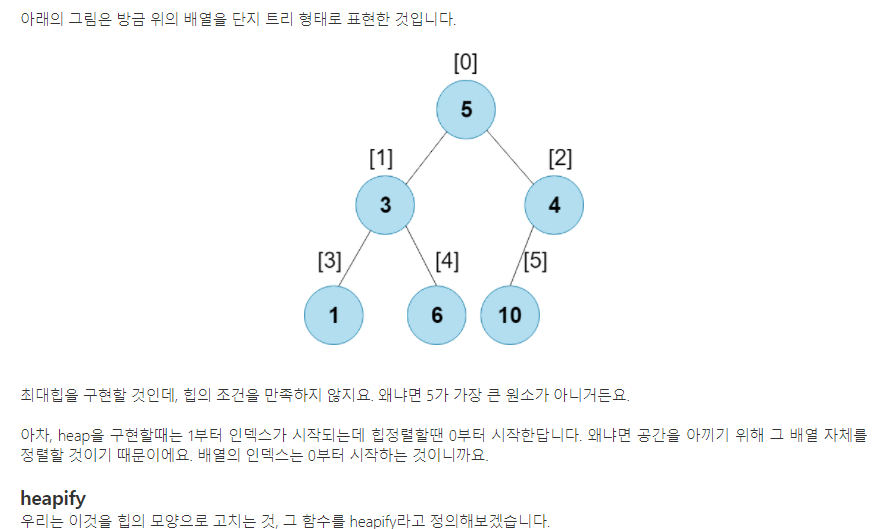 아래의 그림은 방금 위의 배열을 단지 트리 형태로 표현한 것입니다.
[0]
5
[1]
[2]
3
4
[3]
[4]
[5]
1
6
10
최대힙을 구현할 것인데, 힙의 조건을 만족하지 않지요. 왜냐면 5가 가장 큰 원소가 아니거든요.
아차, heap을 구현할때는 1부터 인덱스가 시작되는데 힙정렬할땐 0부터 시작한답니다. 왜냐면 공간을 아끼기 위해 그 배열 자체를
정렬할 것이기 때문이에요. 배열의 인덱스는 0부터 시작하는 것이니까요.
heapify
우리는 이것을 힙의 모양으로 고치는 것, 그 함수를 heapify라고 정의해보겠습니다.